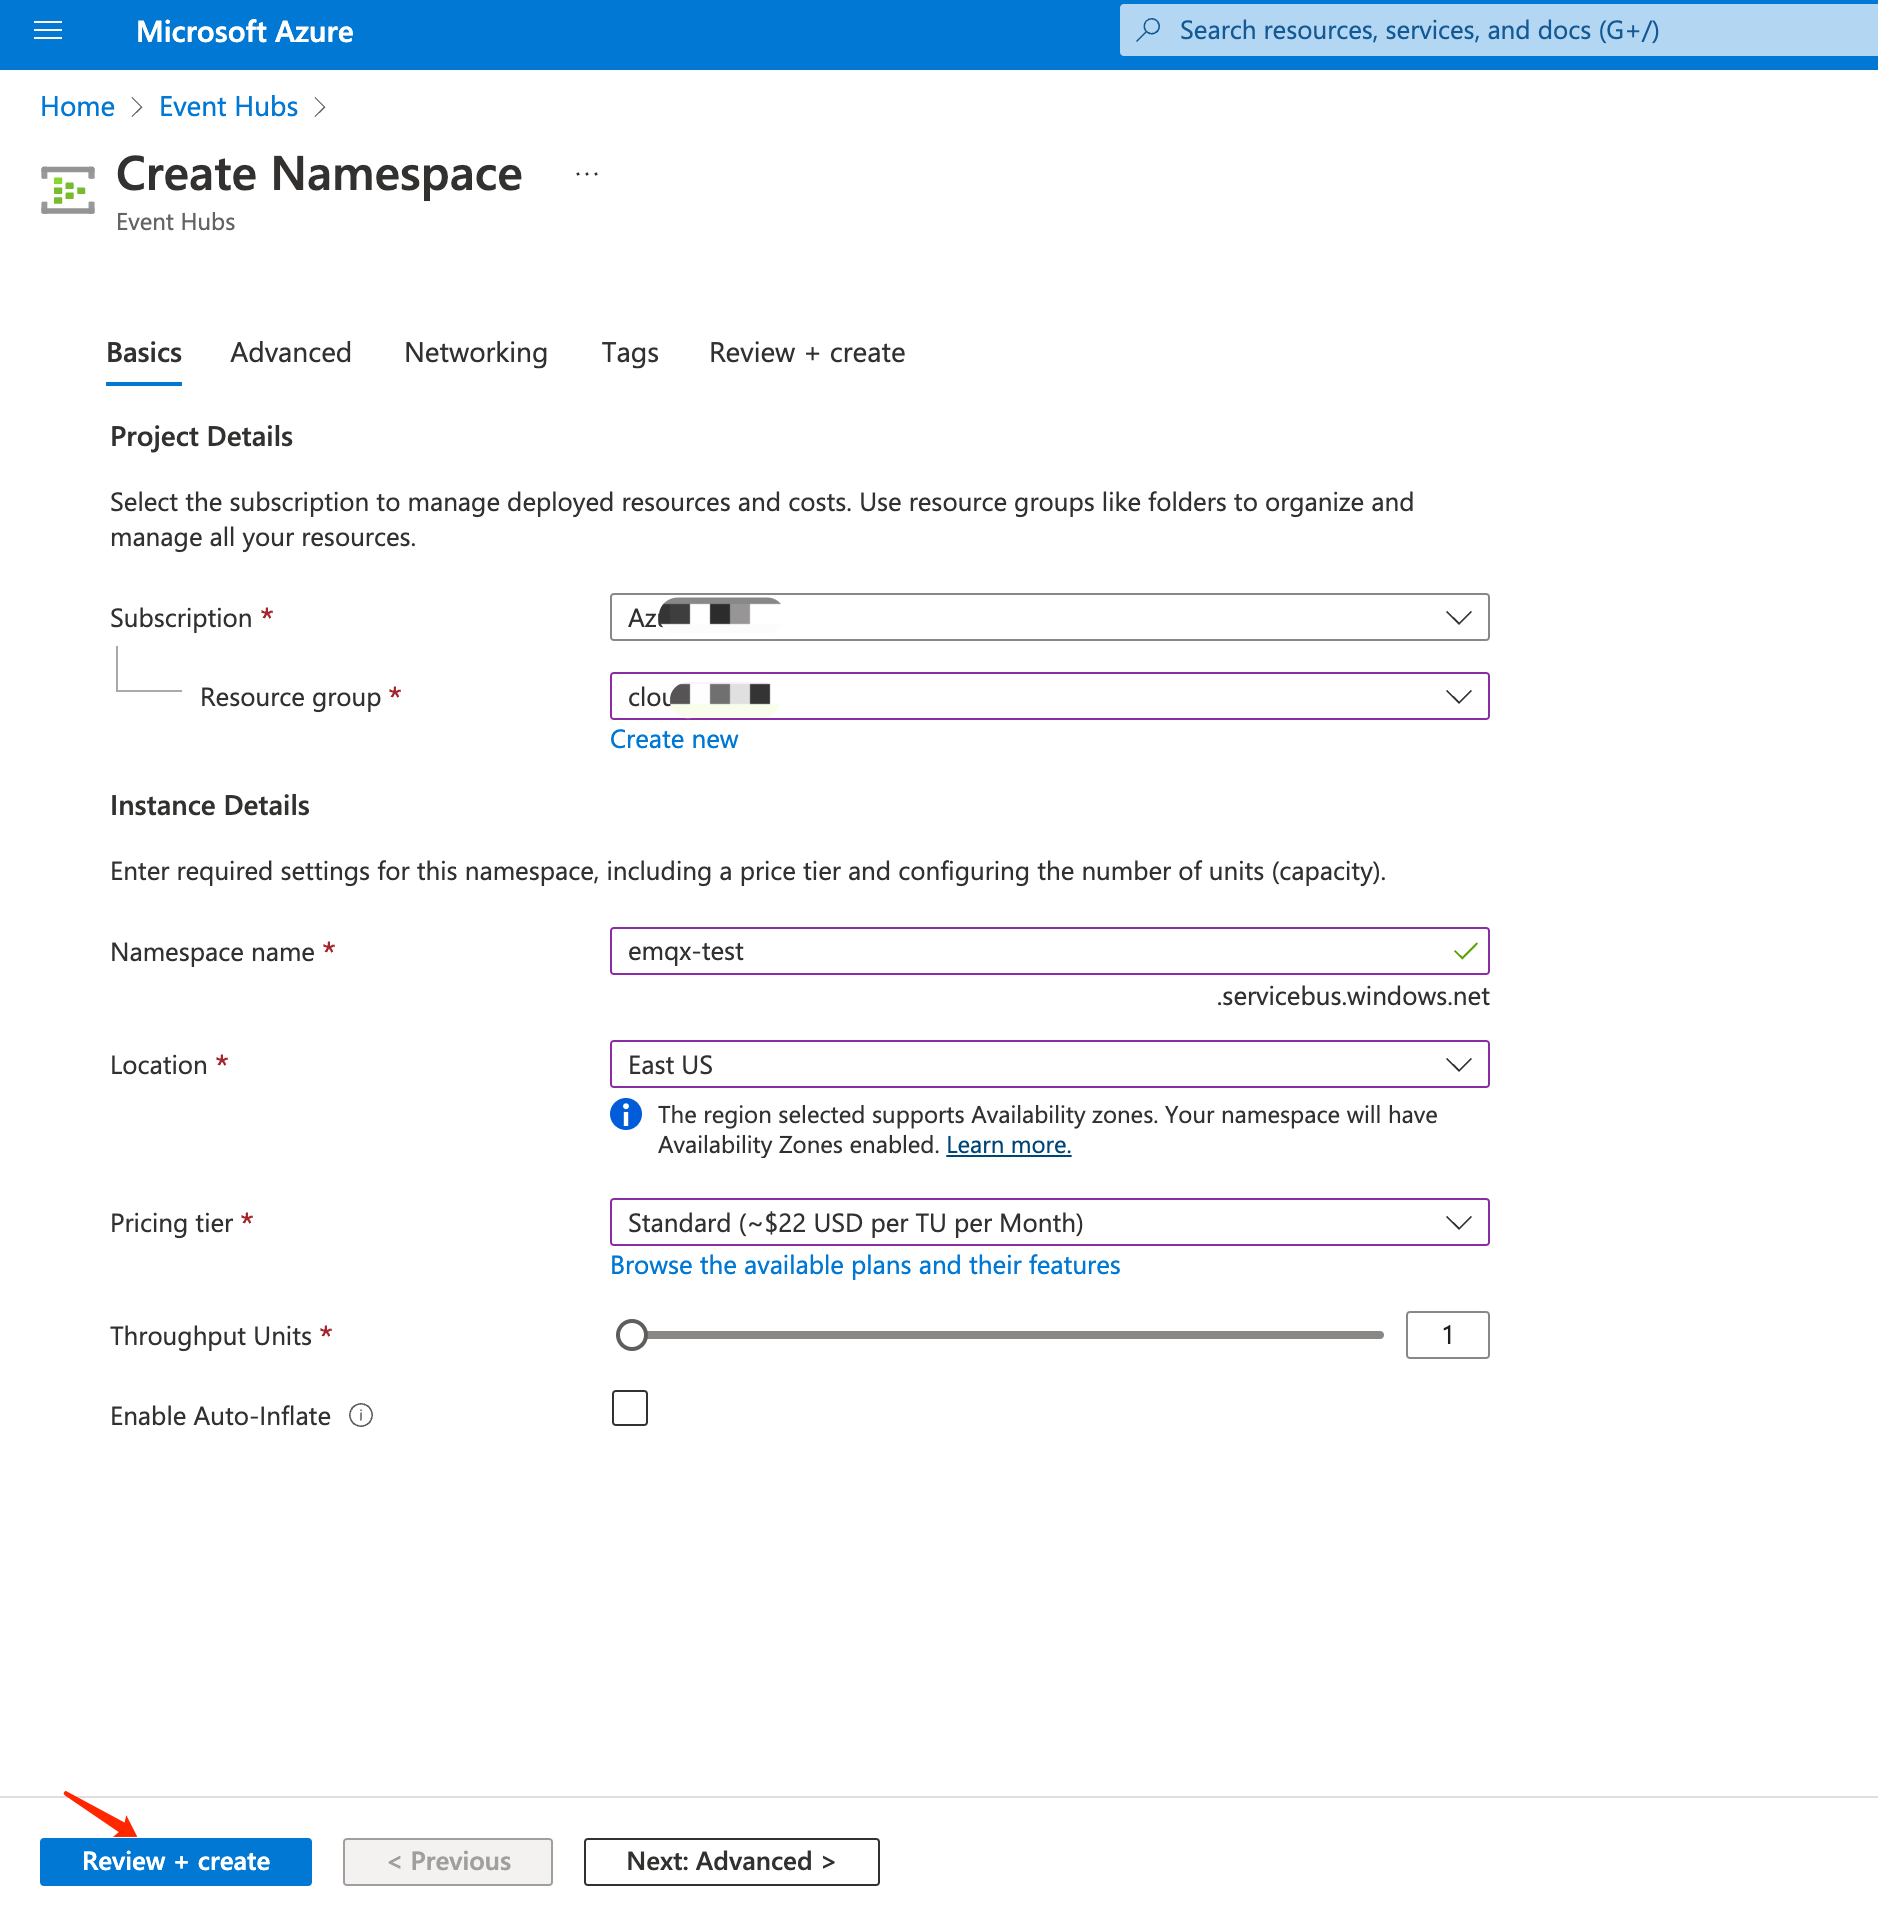 Microsoft Azure
Search resources, services, and docs (G+/)
Home > Event Hubs >
Create Namespace ...
Event Hubs
Basics Advanced Networking Tags Review + create
Project Details
Select the subscription to manage deployed resources and costs. Use resource groups like folders to organize and
manage all your resources.
Subscription *
Resource group *
Create new
Instance Details
Enter required settings for this namespace, including a price tier and configuring the number of units (capacity).
Namespace name * emqx-test
.servicebus.windows.net
Location * East US
The region selected supports Availability zones. Your namespace will have
Availability Zones enabled. Learn more.
Pricing tier * Standard (~$22 USD per TU per Month)
Browse the available plans and their features
Throughput Units * 1
Enable Auto-Inflate
Review + create < Previous Next: Advanced >